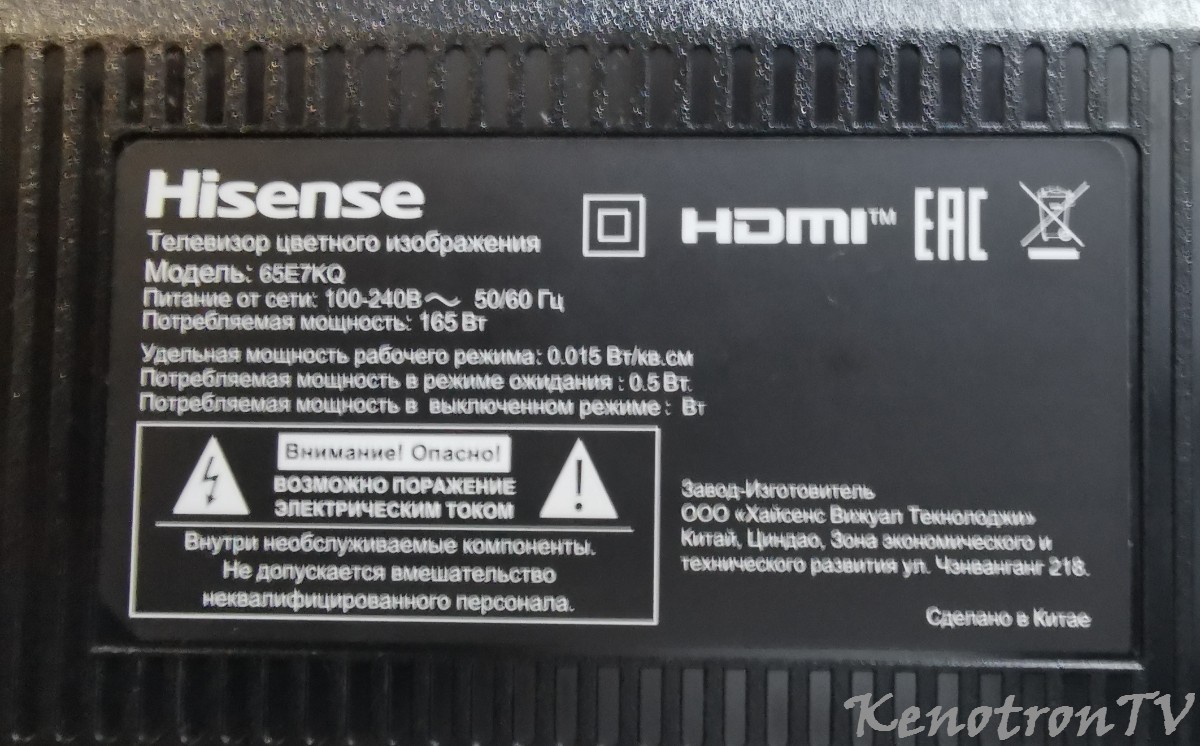 Hisense
HDMI™
EAC
Телевизор цветного изображения
Модель: 65E7KQ
Питание от сети: 100-240В～ 50/60 Гц
Потребляемая мощность: 165 Вт
Удельная мощность рабочего режима: 0.015 Вт/кв.см
Потребляемая мощность в режиме ожидания : 0.5 Вт.
Потребляемая мощность в выключенном режиме : Вт
Внимание! Опасно!
ВОЗМОЖНО ПОРАЖЕНИЕ
ЭЛЕКТРИЧЕСКИМ ТОКОМ
Внутри необслуживаемые компоненты.
Не допускается вмешательство
неквалифицированного персонала.
Завод-Изготовитель
ООО «Хайсенс Вижуал Текнолоджи»
Китай, Циндао, Зона экономического и
технического развития ул. Чэнванганг 218.
Сделано в Китае
KenotronTV